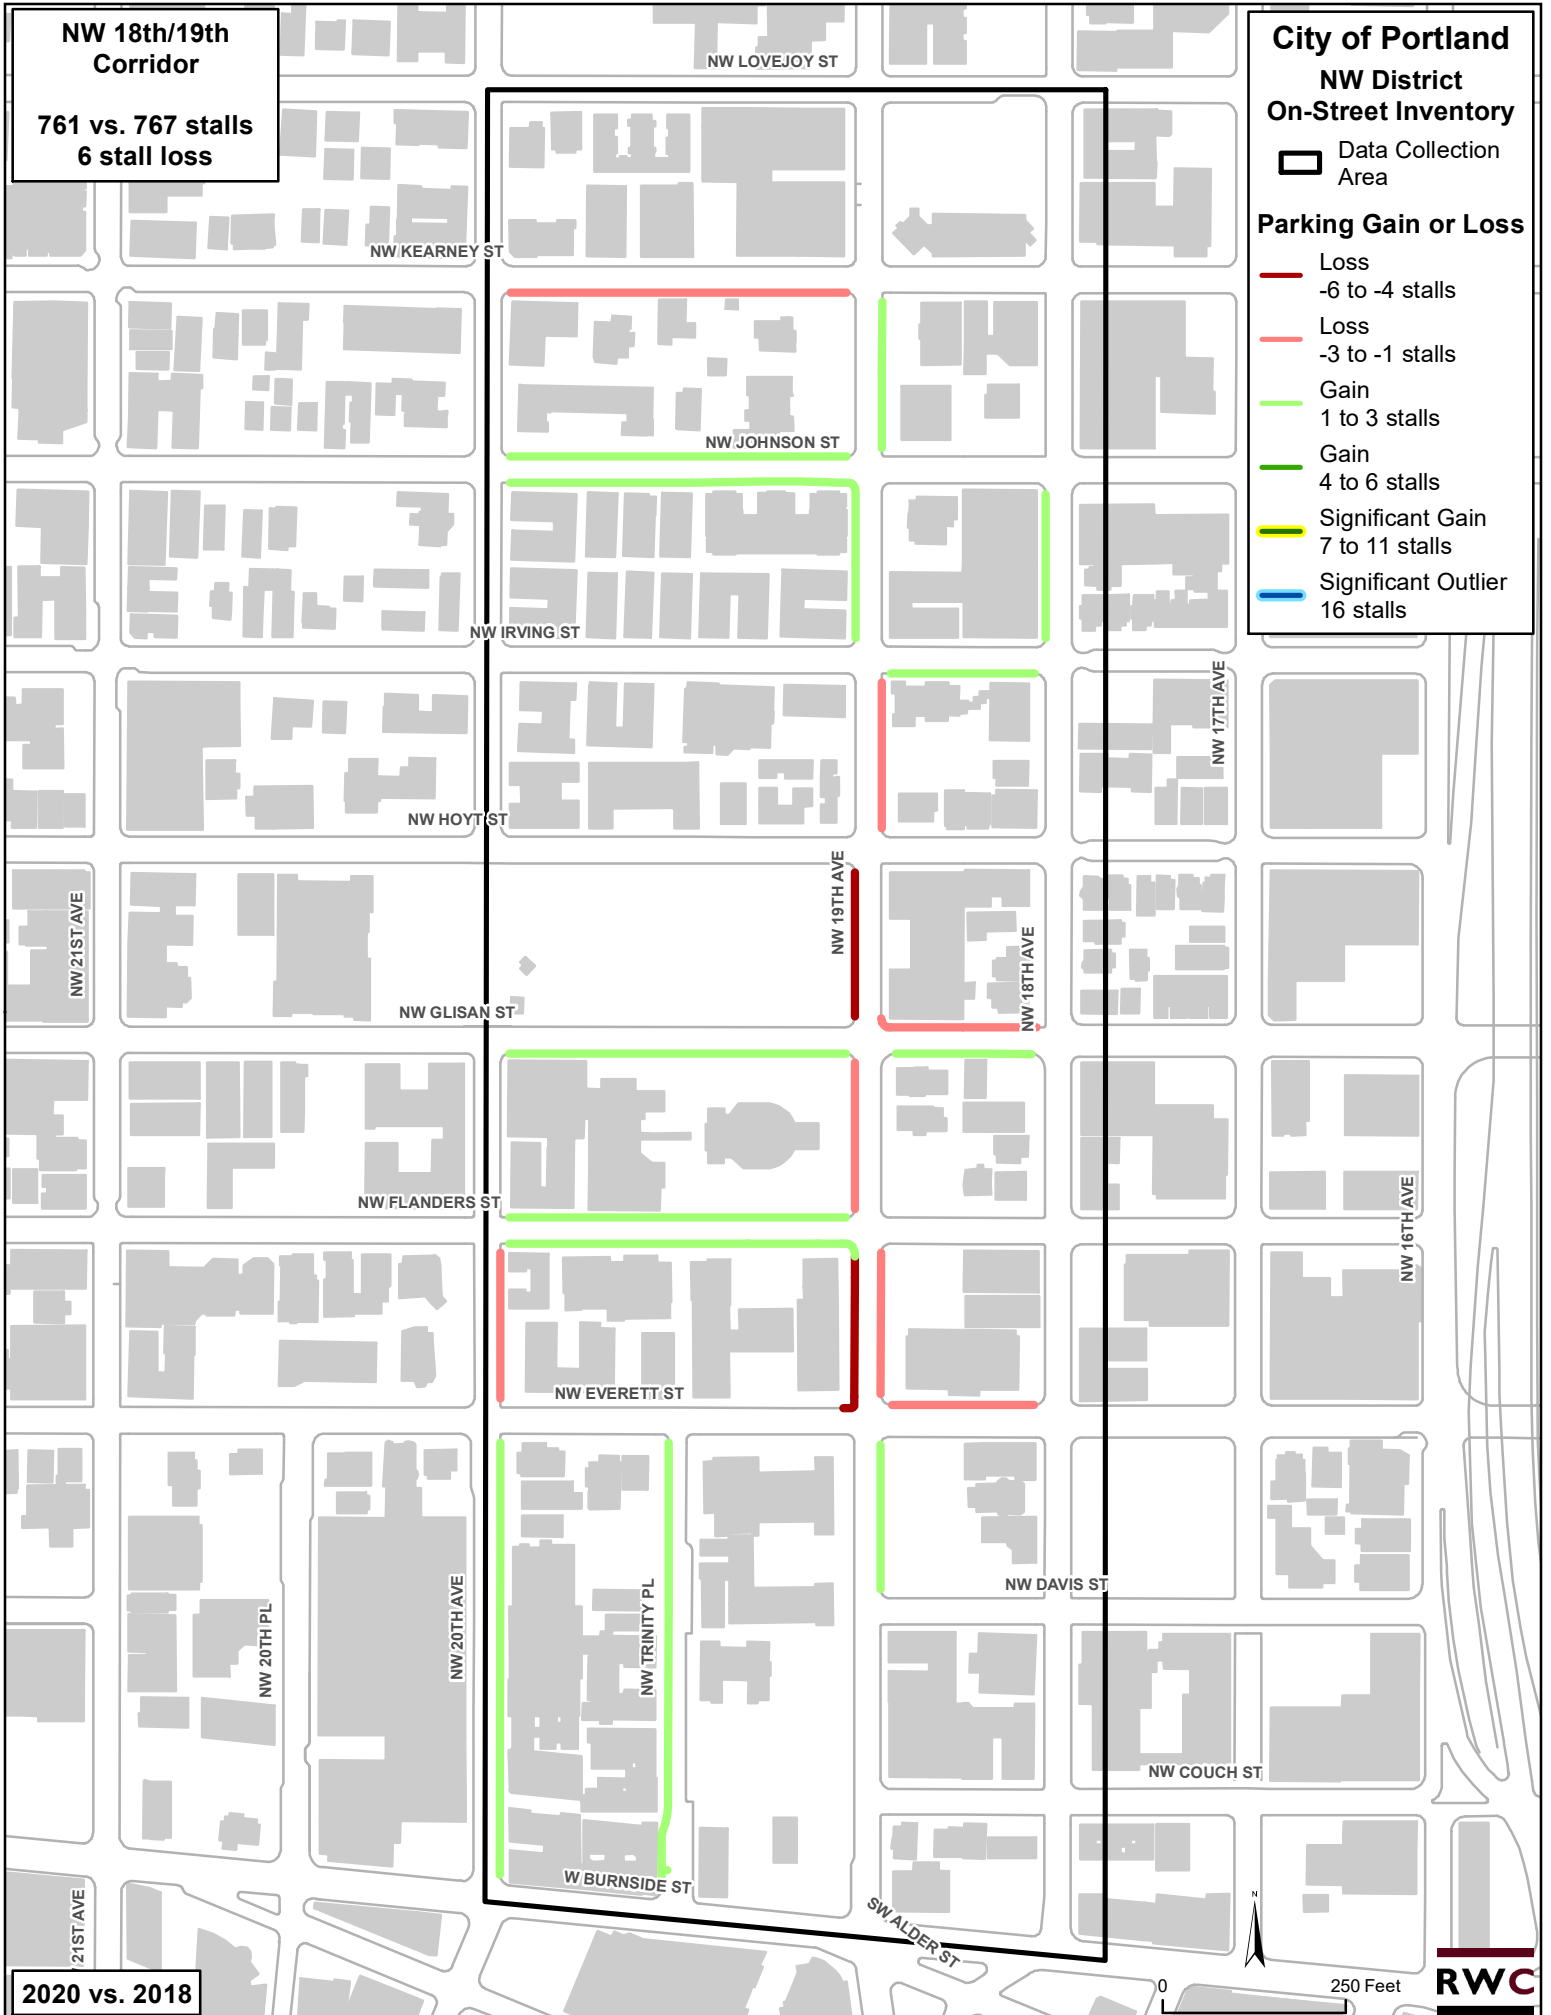 NW 18th/19th
Corridor
761 vs. 767 stalls
6 stall loss
City of Portland
NW District
On-Street Inventory
Data Collection
Area
Parking Gain or Loss
Loss
-6 to -4 stalls
Loss
-3 to -1 stalls
Gain
1 to 3 stalls
Gain
4 to 6 stalls
Significant Gain
7 to 11 stalls
Significant Outlier
16 stalls
NW LOVEJOY ST
NW KEARNEY ST
NW JOHNSON ST
NW IRVING ST
NW 17TH AVE
NW HOYT ST
NW 19TH AVE
NW 21ST AVE
NW 18TH AVE
NW GLISAN ST
NW FLANDERS ST
NW 16TH AVE
NW EVERETT ST
NW DAVIS ST
NW 20TH PL
NW 20TH AVE
NW TRINITY PL
NW COUCH ST
W BURNSIDE ST
21ST AVE
SW ALDER ST
N
0 250 Feet
RWC
2020 vs. 2018